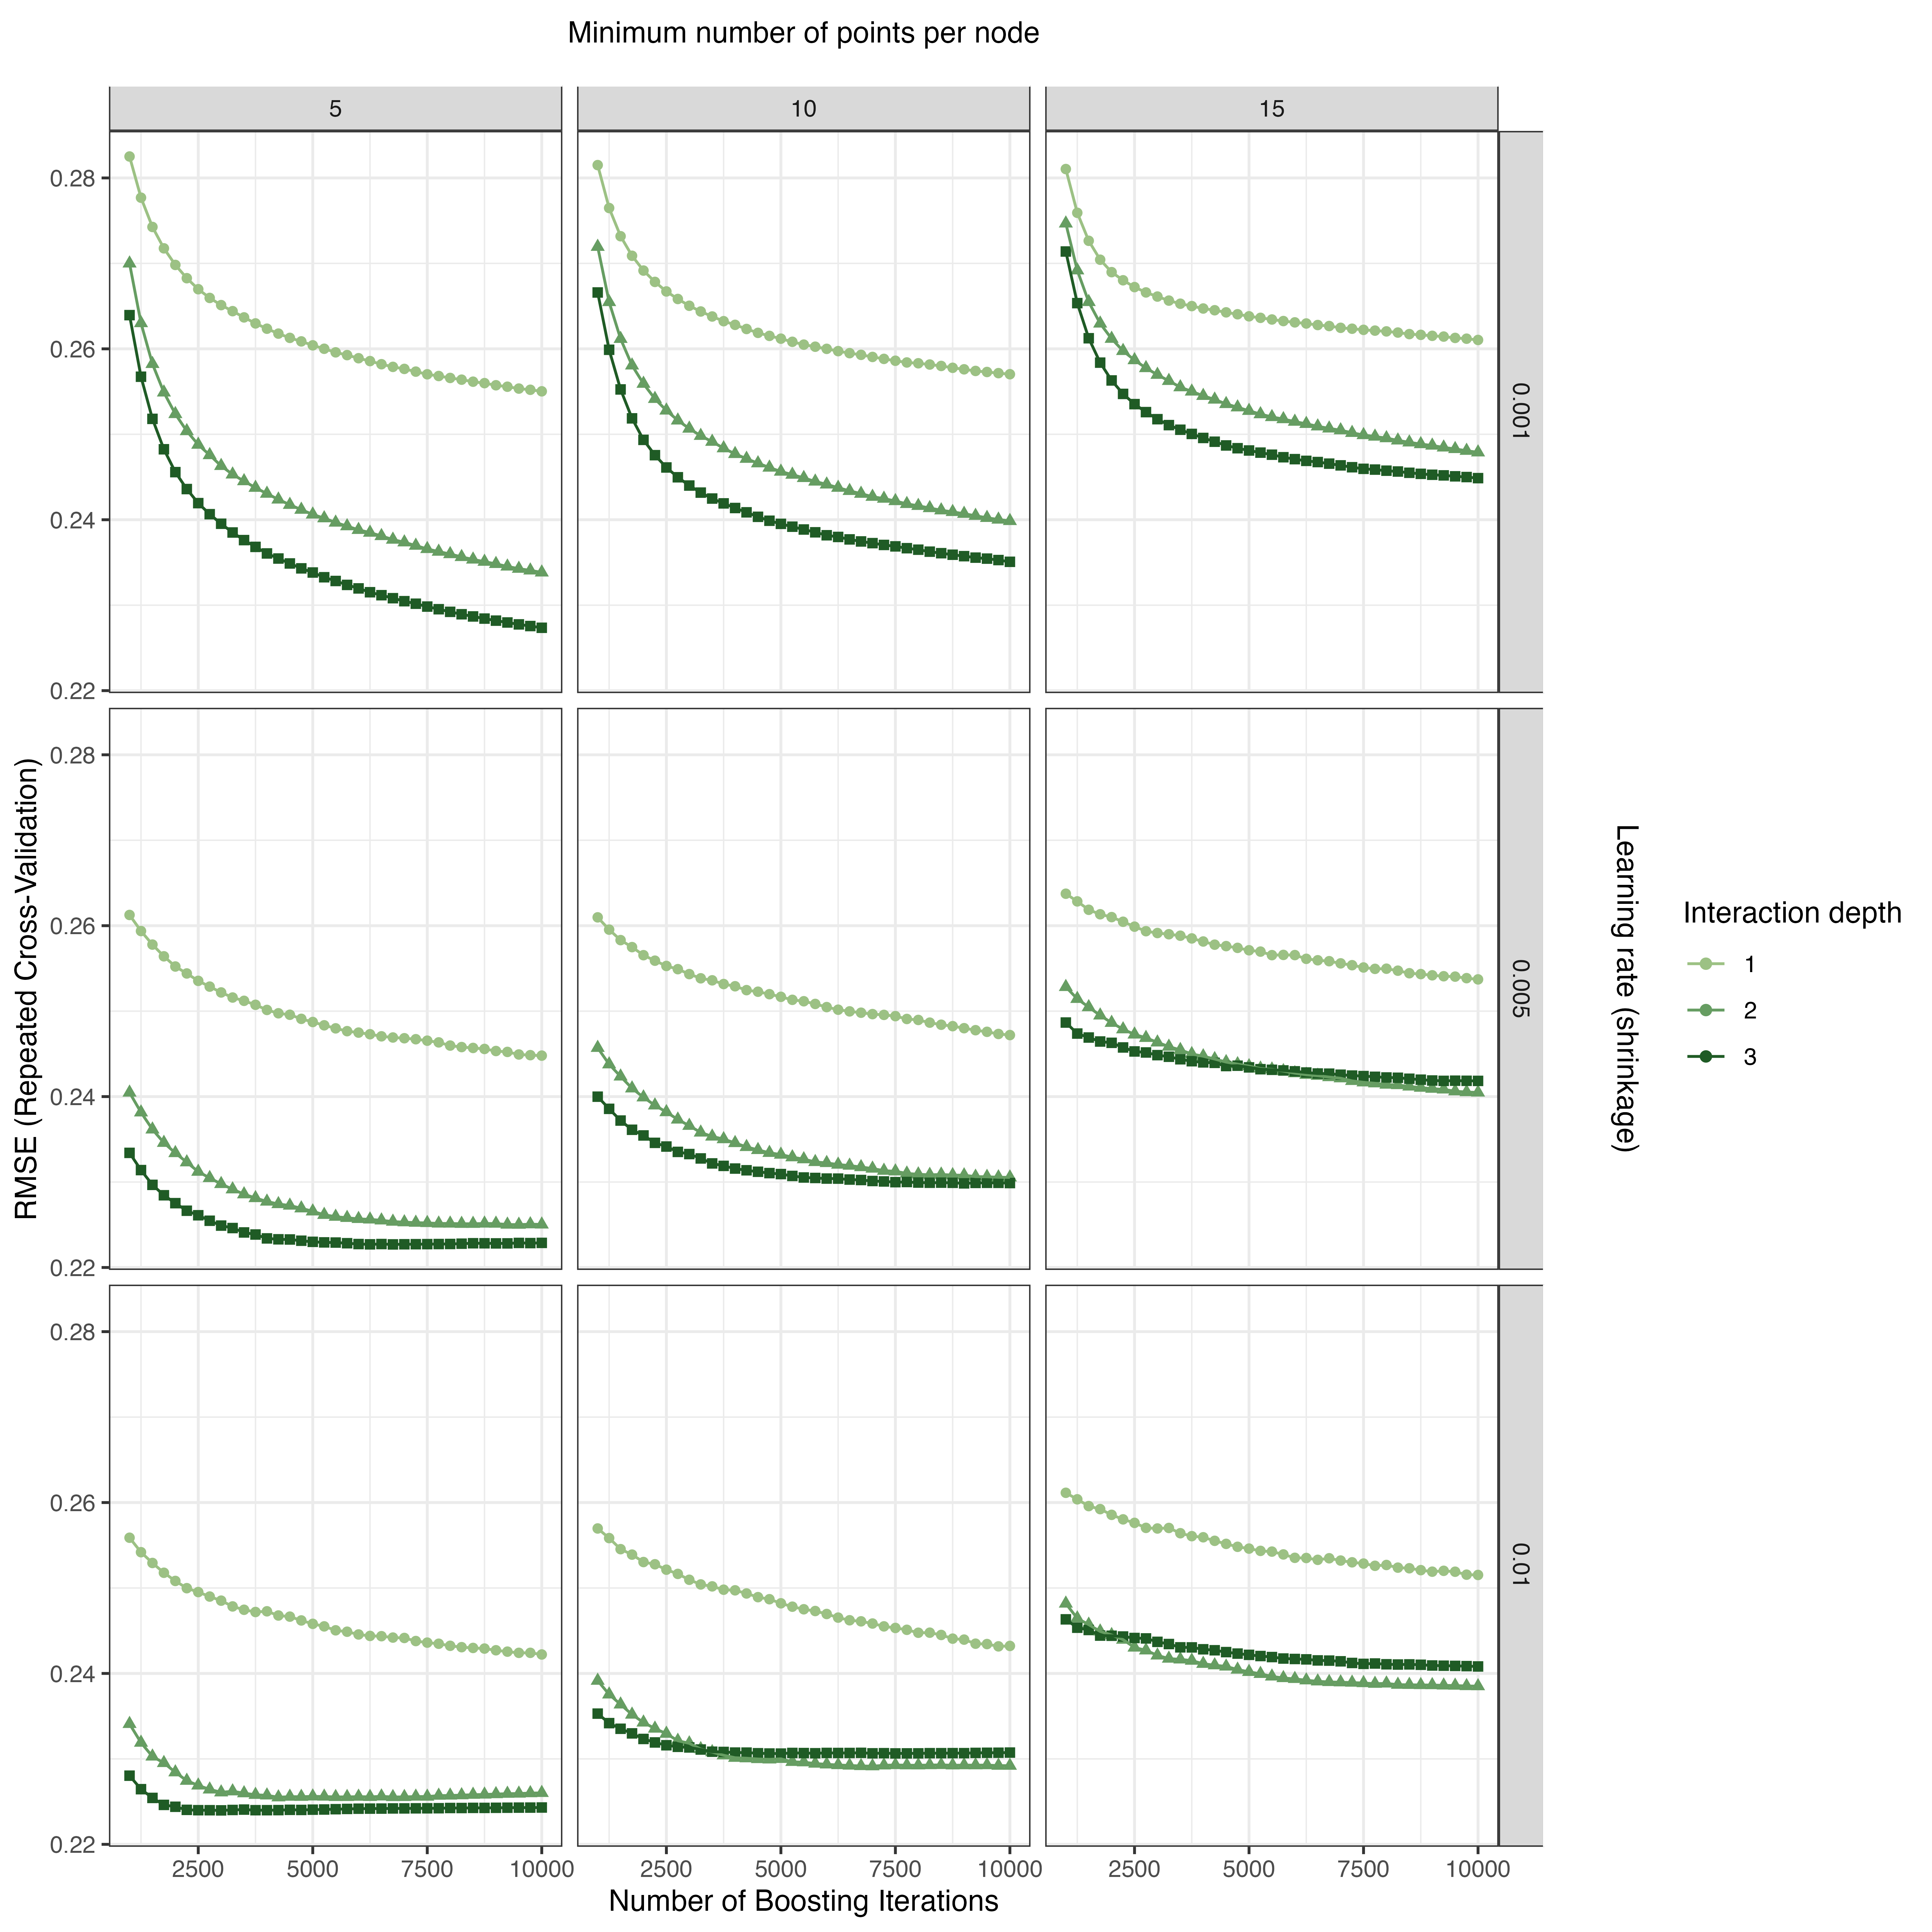 Minimum number of points per node
5
10
15
0.28
0.26
0.24
0.22
0.001
0.28
0.26
0.24
0.22
0.005
0.28
0.26
0.24
0.22
0.01
2500 5000 7500 10000
2500 5000 7500 10000
2500 5000 7500 10000
Number of Boosting Iterations
RMSE (Repeated Cross-Validation)
Learning rate (shrinkage)
Interaction depth
1
2
3